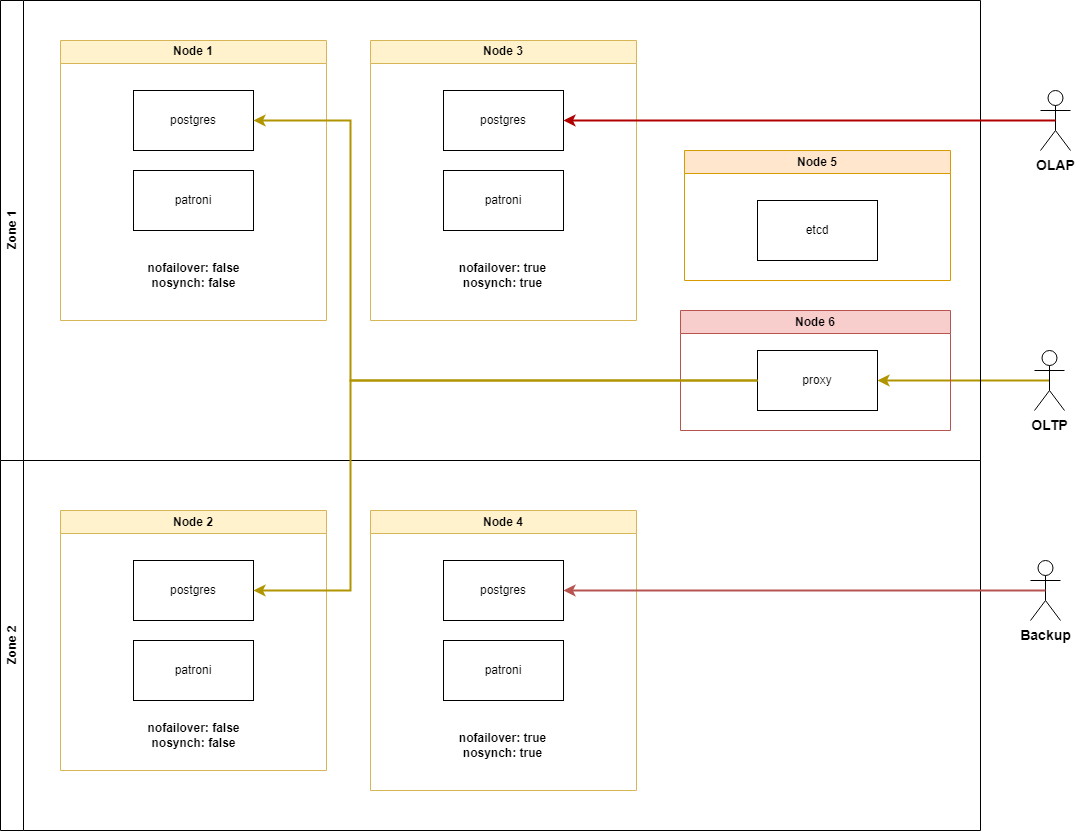 Zone 1
Node 1
postgres
patroni
nofailover: false
nosynch: false
Node 3
postgres
patroni
nofailover: true
nosynch: true
Node 5
etcd
Node 6
proxy
OLAP
OLTP
Zone 2
Node 2
postgres
patroni
nofailover: false
nosynch: false
Node 4
postgres
patroni
nofailover: true
nosynch: true
Backup